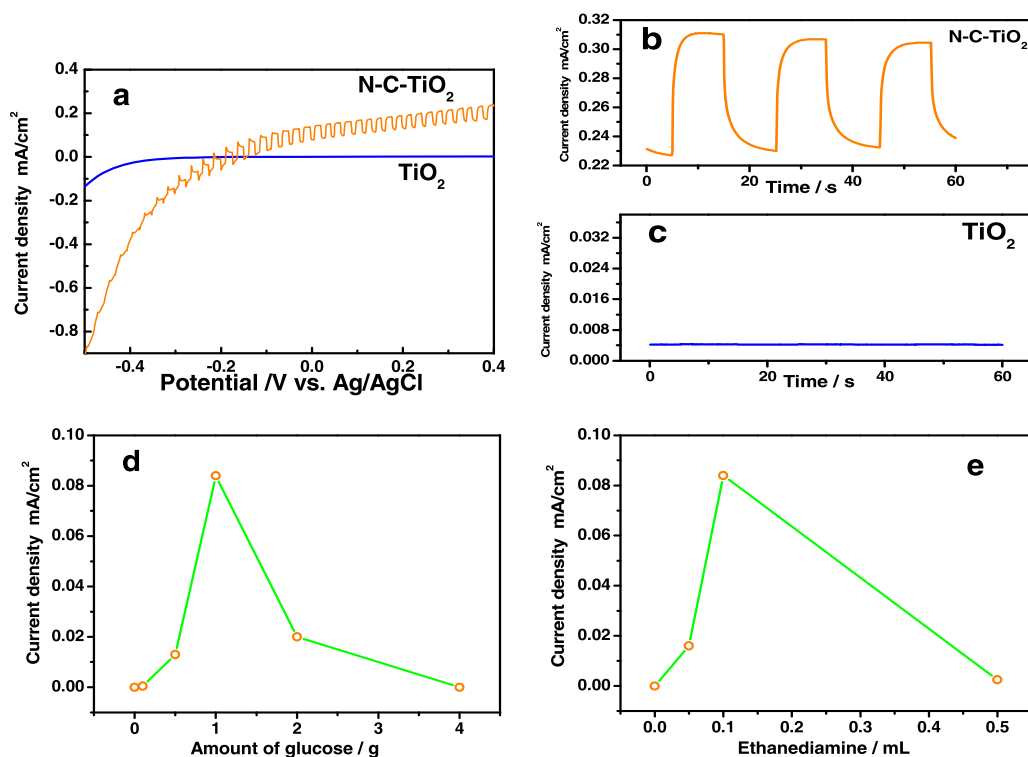 a
N-C-TiO₂
TiO₂
Current density mA/cm²
0.4
0.2
0.0
-0.2
-0.4
-0.6
-0.8
-0.4 -0.2 0.0 0.2 0.4
Potential /V vs. Ag/AgCl
b
N-C-TiO₂
Current density mA/cm²
0.32
0.30
0.28
0.26
0.24
0.22
0 20 40 60
Time / s
c
TiO₂
Current density mA/cm²
0.032
0.024
0.016
0.008
0.000
0 20 40 60
Time / s
d
Current density mA/cm²
0.10
0.08
0.06
0.04
0.02
0.00
0 1 2 3 4
Amount of glucose / g
e
Current density mA/cm²
0.10
0.08
0.06
0.04
0.02
0.00
0.0 0.1 0.2 0.3 0.4 0.5
Ethanediamine / mL